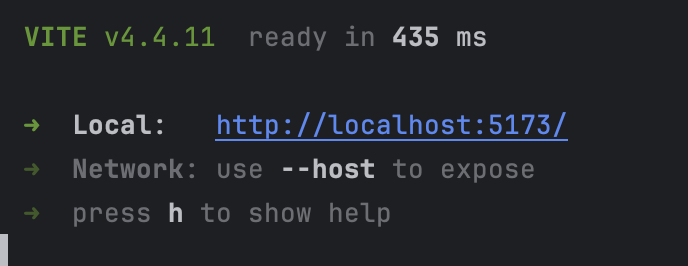 VITE v4.4.11 ready in 435 ms
➜ Local: http://localhost:5173/
➜ Network: use --host to expose
➜ press h to show help